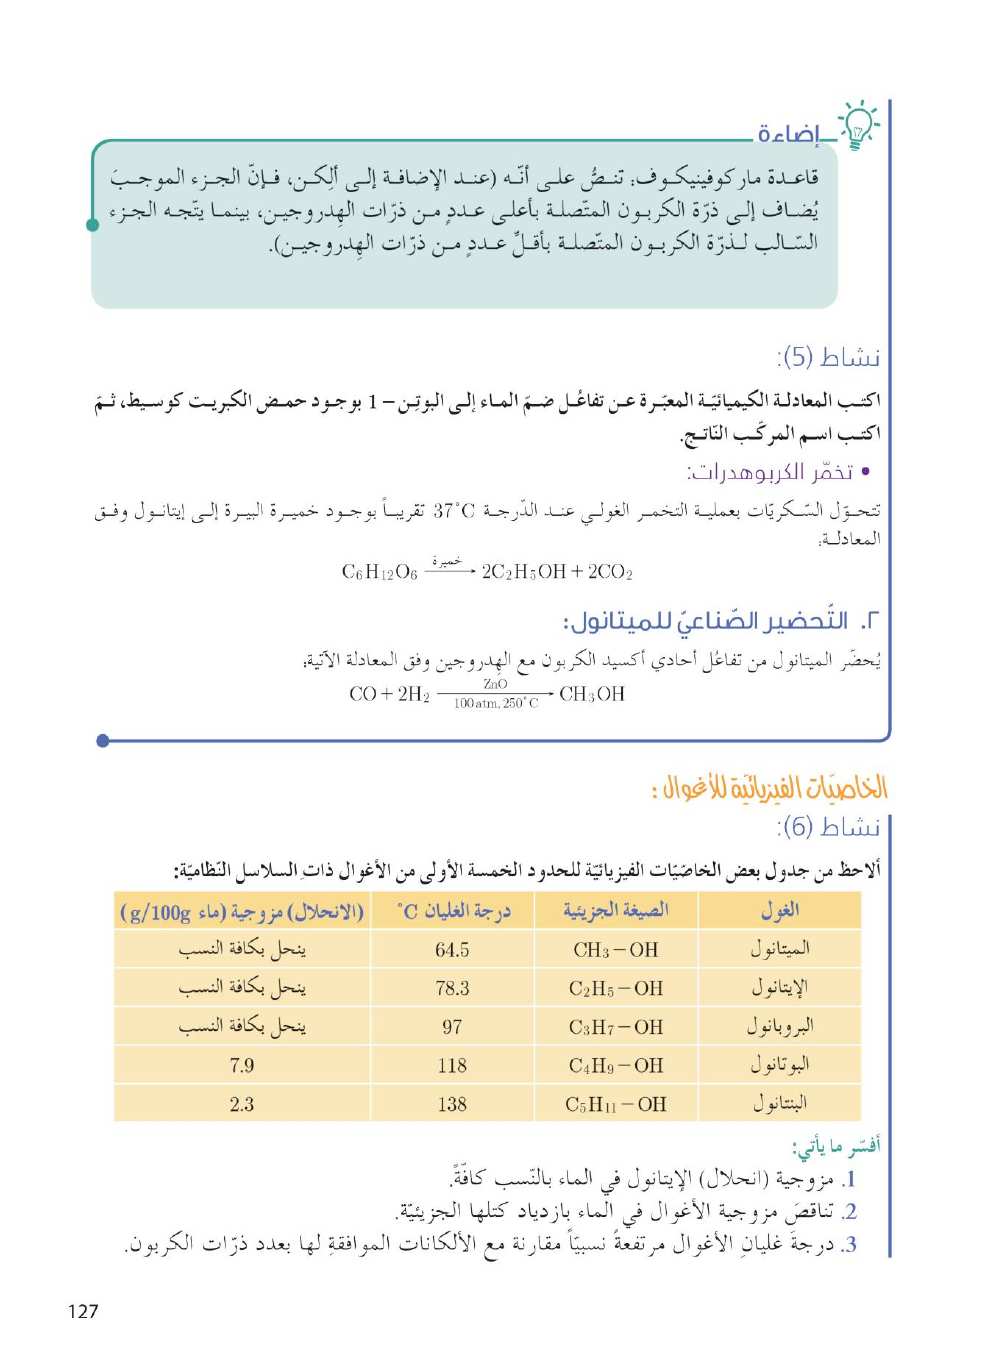 إضاءة
قاعدة ماركوفينيكوف: تنصُّ على أنّه (عند الإضافة إلى ألِكن، فإنّ الجزء الموجبَ
يُضاف إلى ذرّة الكربون المتّصلة بأعلى عددٍ من ذرّات الهِدروجين، بينما يتّجه الجزء
السّالب لذرّة الكربون المتّصلة بأقلّ عددٍ من ذرّات الهِدروجين).
نشاط (5):
اكتب المعادلة الكيميائيّة المعبّرة عن تفاعُل ضمّ الماء إلى البوتِن – 1 بوجود حمض الكبريت كوسيط، ثمّ
اكتب اسم المركّب النّاتج.
• تخمّر الكربوهدرات:
تتحوّل السّكريّات بعملية التخمر الغولي عند الدّرجة 37°C تقريباً بوجود خميرة البيرة إلى إيتانول وفق
المعادلة:
C6H12O6 —خميرة→ 2C2H5OH + 2CO2
٢. التّحضير الصّناعيّ للميتانول:
يُحضّر الميتانول من تفاعُل أحادي أكسيد الكربون مع الهِدروجين وفق المعادلة الآتية:
CO + 2H2 —ZnO / 100 atm, 250°C→ CH3OH
الخاصيّات الفيزيائيّة للأغوال :
نشاط (6):
ألاحظ من جدول بعض الخاصّيّات الفيزيائيّة للحدود الخمسة الأولى من الأغوال ذات السلاسل النّظاميّة:
الغول الصيغة الجزيئية درجة الغليان °C (الانحلال) مزوجية (ماء g/100g)
الميتانول CH3 – OH 64.5 ينحل بكافة النسب
الإيتانول C2H5 – OH 78.3 ينحل بكافة النسب
البروبانول C3H7 – OH 97 ينحل بكافة النسب
البوتانول C4H9 – OH 118 7.9
البنتانول C5H11 – OH 138 2.3
أفسّر ما يأتي:
1. مزوجية (انحلال) الإيتانول في الماء بالنّسب كافّةً.
2. تناقصَ مزوجية الأغوال في الماء بازدياد كتلها الجزيئيّة.
3. درجةَ غليانِ الأغوال مرتفعةً نسبيّاً مقارنة مع الألكانات الموافقةِ لها بعدد ذرّات الكربون.
127